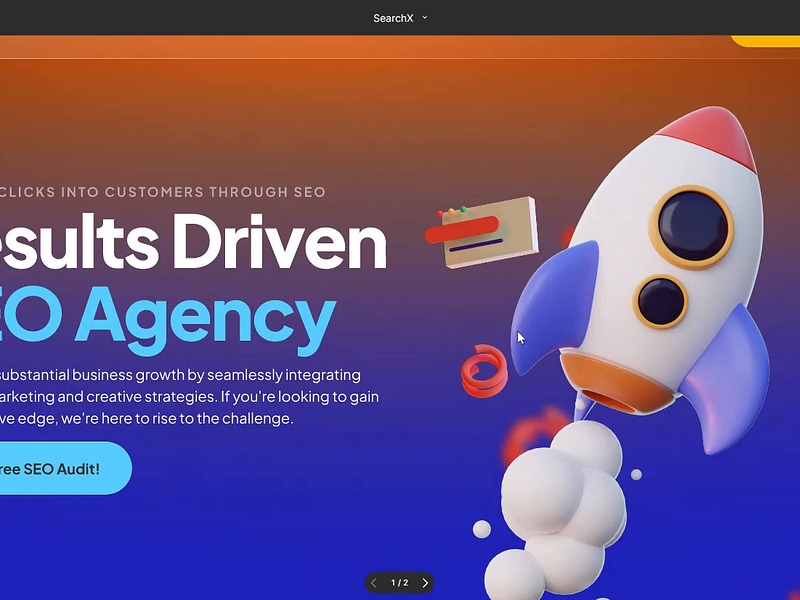 SearchX
CLICKS INTO CUSTOMERS THROUGH SEO
esults Driven
EO Agency
substantial business growth by seamlessly integrating
arketing and creative strategies. If you're looking to gain
ve edge, we're here to rise to the challenge.
ree SEO Audit!
1 / 2